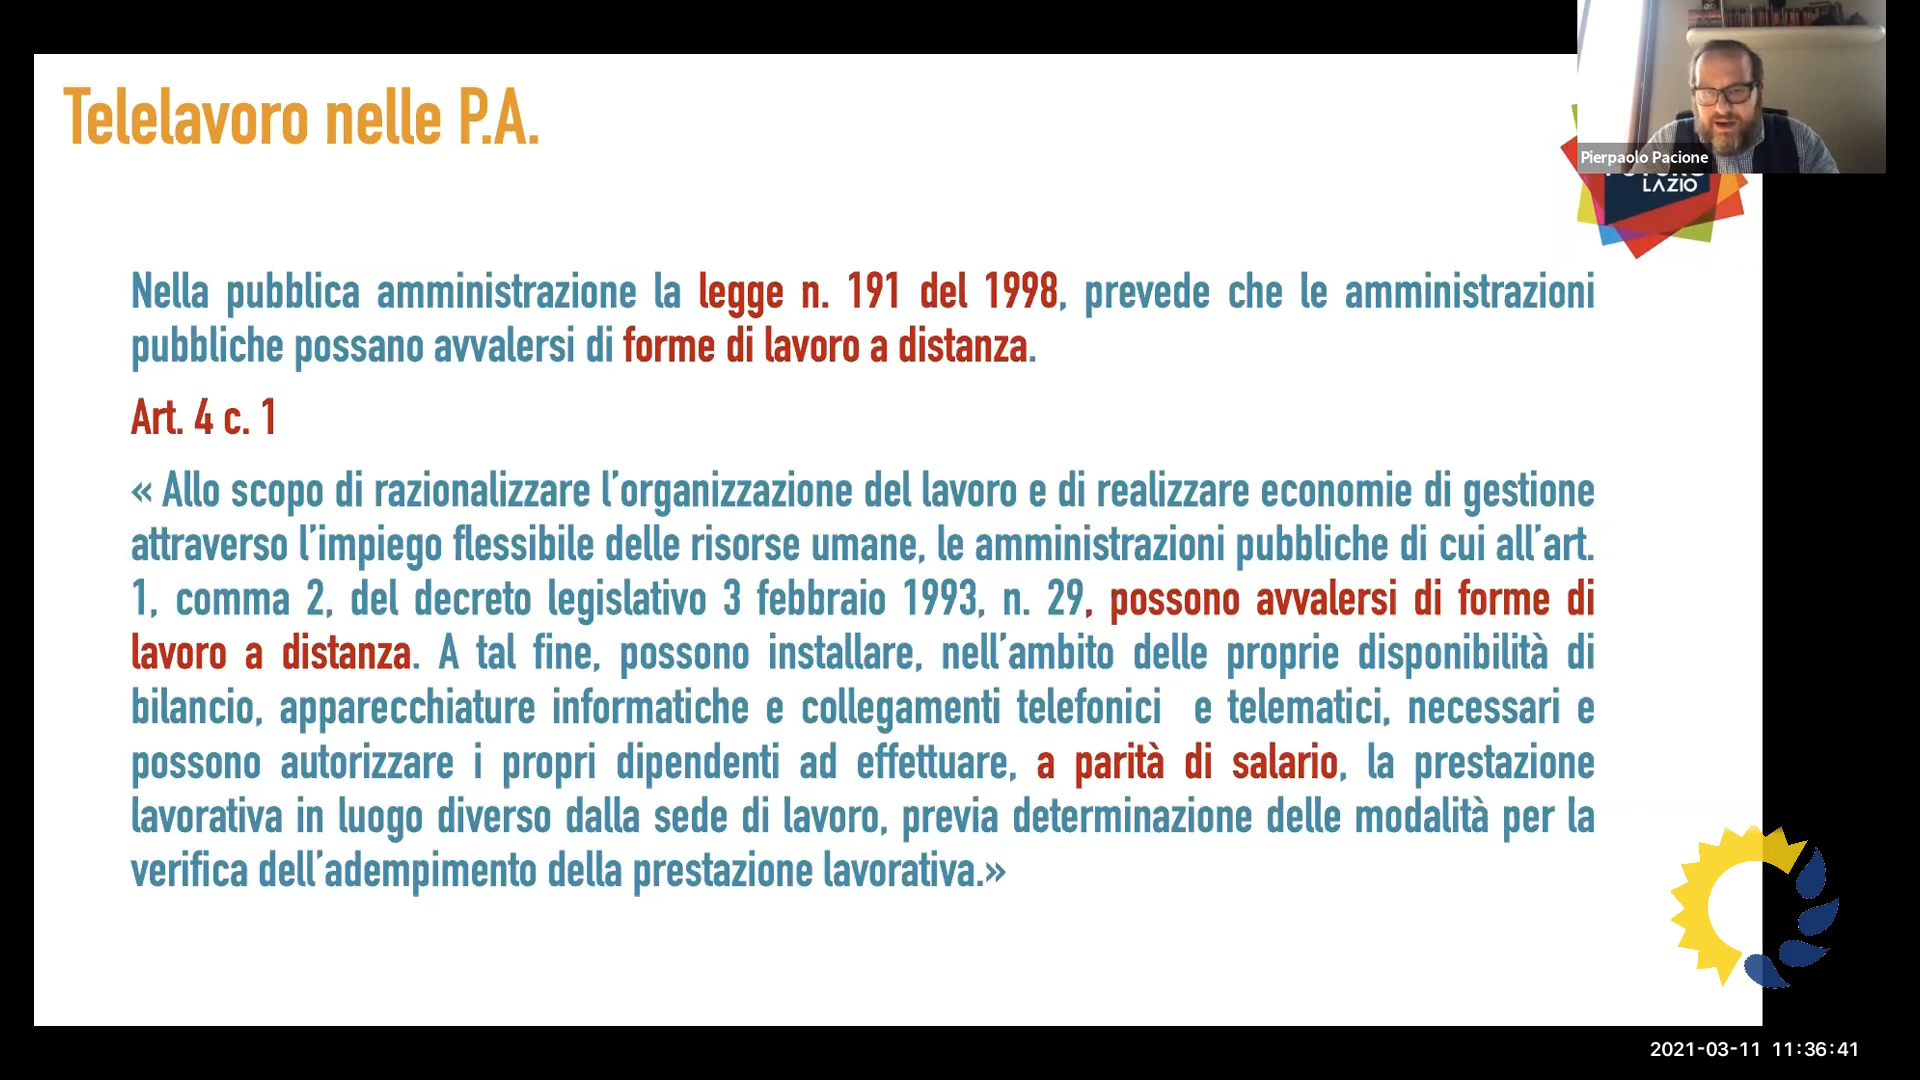 Telelavoro nelle P.A.
Pierpaolo Pacione
LAZIO
Nella pubblica amministrazione la legge n. 191 del 1998, prevede che le amministrazioni
pubbliche possano avvalersi di forme di lavoro a distanza.
Art. 4 c. 1
« Allo scopo di razionalizzare l’organizzazione del lavoro e di realizzare economie di gestione
attraverso l’impiego flessibile delle risorse umane, le amministrazioni pubbliche di cui all’art.
1, comma 2, del decreto legislativo 3 febbraio 1993, n. 29, possono avvalersi di forme di
lavoro a distanza. A tal fine, possono installare, nell’ambito delle proprie disponibilità di
bilancio, apparecchiature informatiche e collegamenti telefonici e telematici, necessari e
possono autorizzare i propri dipendenti ad effettuare, a parità di salario, la prestazione
lavorativa in luogo diverso dalla sede di lavoro, previa determinazione delle modalità per la
verifica dell’adempimento della prestazione lavorativa.»
2021-03-11 11:36:41